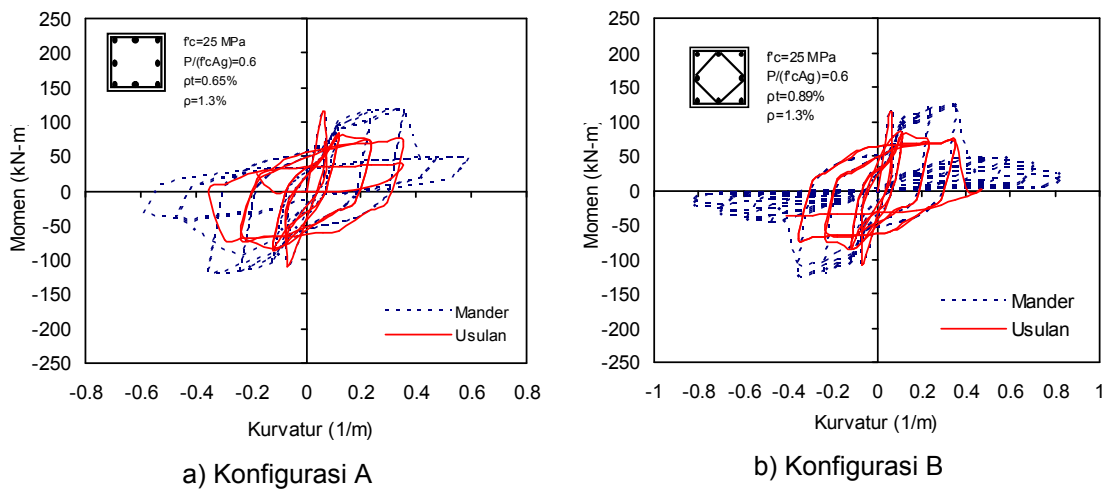 250
200
150
100
50
0
-50
-100
-150
-200
-250
Momen (kN-m)
f'c=25 MPa
P/(f'cAg)=0.6
ρt=0.65%
ρ=1.3%
Mander
Usulan
-0.8 -0.6 -0.4 -0.2 0 0.2 0.4 0.6 0.8
Kurvatur (1/m)
a) Konfigurasi A
250
200
150
100
50
0
-50
-100
-150
-200
-250
Momen (kN-m)
f'c=25 MPa
P/(f'cAg)=0.6
ρt=0.89%
ρ=1.3%
Mander
Usulan
-1 -0.8 -0.6 -0.4 -0.2 0 0.2 0.4 0.6 0.8 1
Kurvatur (1/m)
b) Konfigurasi B